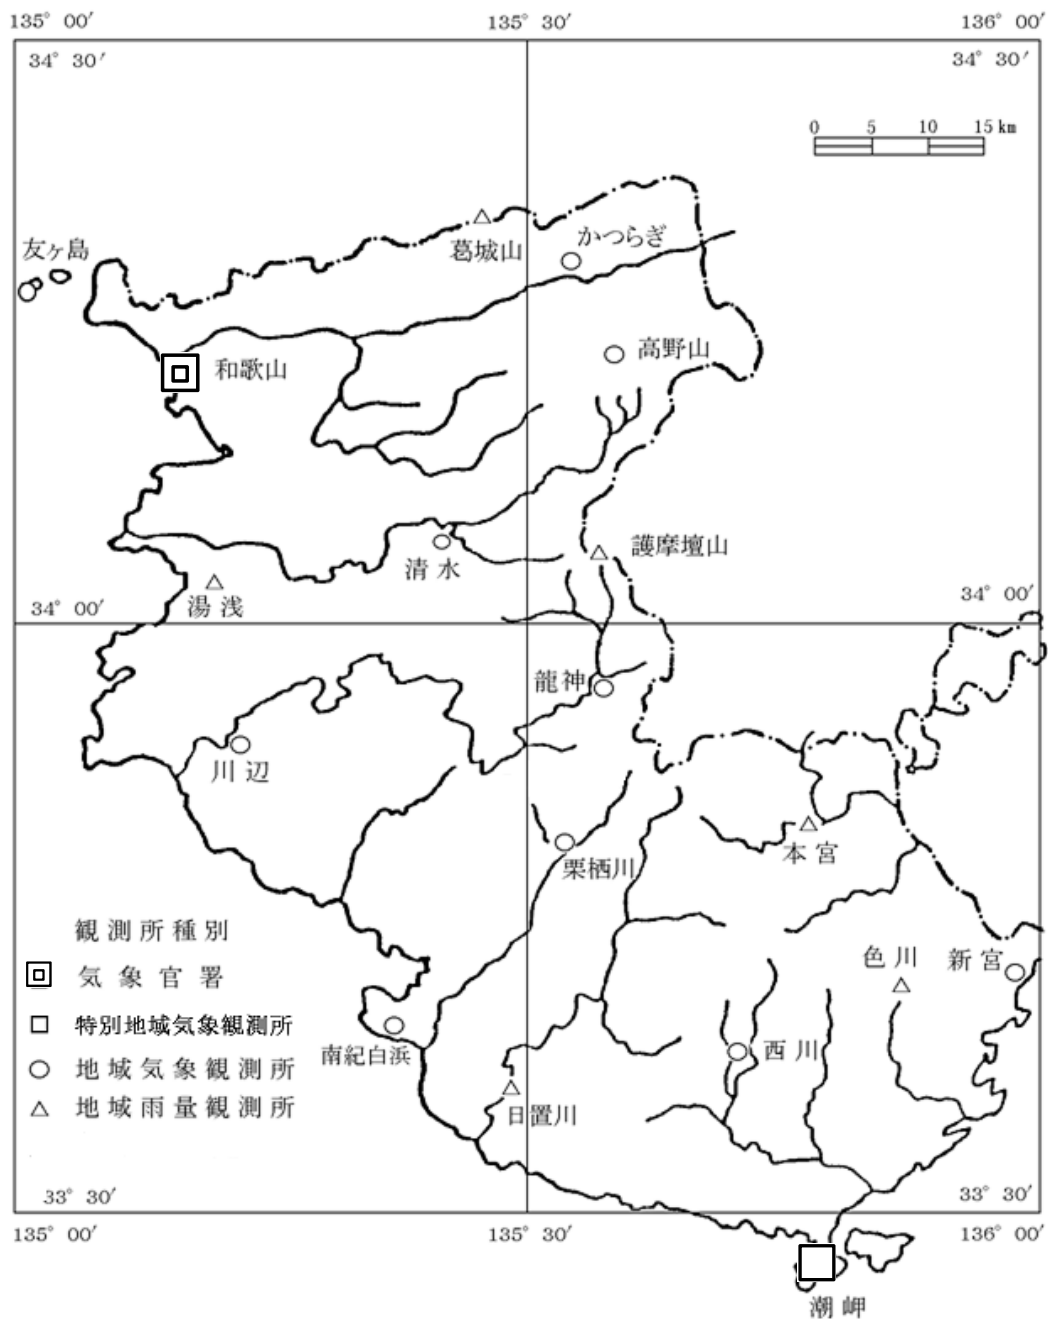 135° 00′ 135° 30′ 136° 00′
34° 30′ 34° 30′
0 5 10 15 km
友ヶ島
葛城山
かつらぎ
和歌山
高野山
清水
護摩壇山
湯浅
34° 00′ 34° 00′
龍神
川辺
本宮
栗栖川
観測所種別
気象官署
特別地域気象観測所
地域気象観測所
地域雨量観測所
色川
新宮
南紀白浜
西川
日置川
33° 30′ 33° 30′
135° 00′ 135° 30′ 136° 00′
潮岬